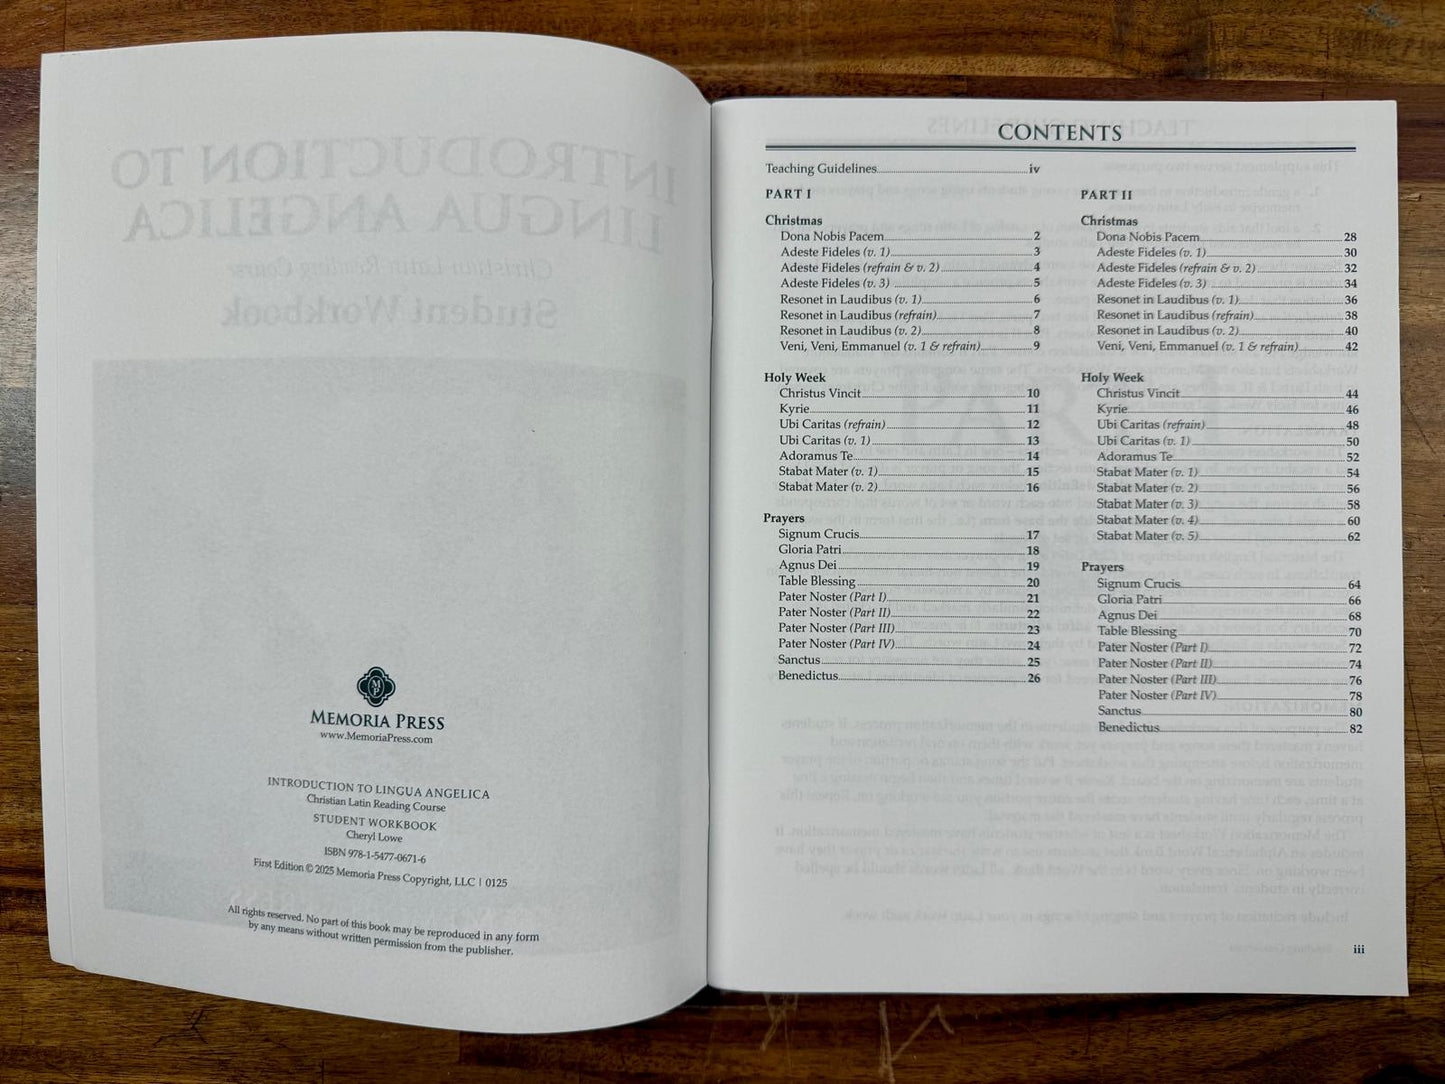 MP
MEMORIA PRESS
www.MemoriaPress.com
INTRODUCTION TO LINGUA ANGELICA
Christian Latin Reading Course
STUDENT WORKBOOK
Cheryl Lowe
ISBN 978-1-5477-0671-6
First Edition © 2025 Memoria Press Copyright, LLC | 0125
All rights reserved. No part of this book may be reproduced in any form
by any means without written permission from the publisher.
CONTENTS
Teaching Guidelines iv
PART I
Christmas
Dona Nobis Pacem 2
Adeste Fideles (v. 1) 3
Adeste Fideles (refrain & v. 2) 4
Adeste Fideles (v. 3) 5
Resonet in Laudibus (v. 1) 6
Resonet in Laudibus (refrain) 7
Resonet in Laudibus (v. 2) 8
Veni, Veni, Emmanuel (v. 1 & refrain) 9
Holy Week
Christus Vincit 10
Kyrie 11
Ubi Caritas (refrain) 12
Ubi Caritas (v. 1) 13
Adoramus Te 14
Stabat Mater (v. 1) 15
Stabat Mater (v. 2) 16
Prayers
Signum Crucis 17
Gloria Patri 18
Agnus Dei 19
Table Blessing 20
Pater Noster (Part I) 21
Pater Noster (Part II) 22
Pater Noster (Part III) 23
Pater Noster (Part IV) 24
Sanctus 25
Benedictus 26
PART II
Christmas
Dona Nobis Pacem 28
Adeste Fideles (v. 1) 30
Adeste Fideles (refrain & v. 2) 32
Adeste Fideles (v. 3) 34
Resonet in Laudibus (v. 1) 36
Resonet in Laudibus (refrain) 38
Resonet in Laudibus (v. 2) 40
Veni, Veni, Emmanuel (v. 1 & refrain) 42
Holy Week
Christus Vincit 44
Kyrie 46
Ubi Caritas (refrain) 48
Ubi Caritas (v. 1) 50
Adoramus Te 52
Stabat Mater (v. 1) 54
Stabat Mater (v. 2) 56
Stabat Mater (v. 3) 58
Stabat Mater (v. 4) 60
Stabat Mater (v. 5) 62
Prayers
Signum Crucis 64
Gloria Patri 66
Agnus Dei 68
Table Blessing 70
Pater Noster (Part I) 72
Pater Noster (Part II) 74
Pater Noster (Part III) 76
Pater Noster (Part IV) 78
Sanctus 80
Benedictus 82
iii